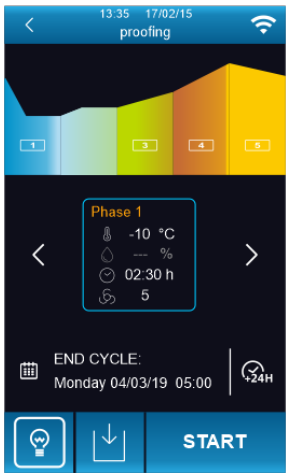 13:35 17/02/15
proofing
1 3 4 5
Phase 1
-10 °C
--- %
02:30 h
5
END CYCLE:
Monday 04/03/19 05:00
+24H
START